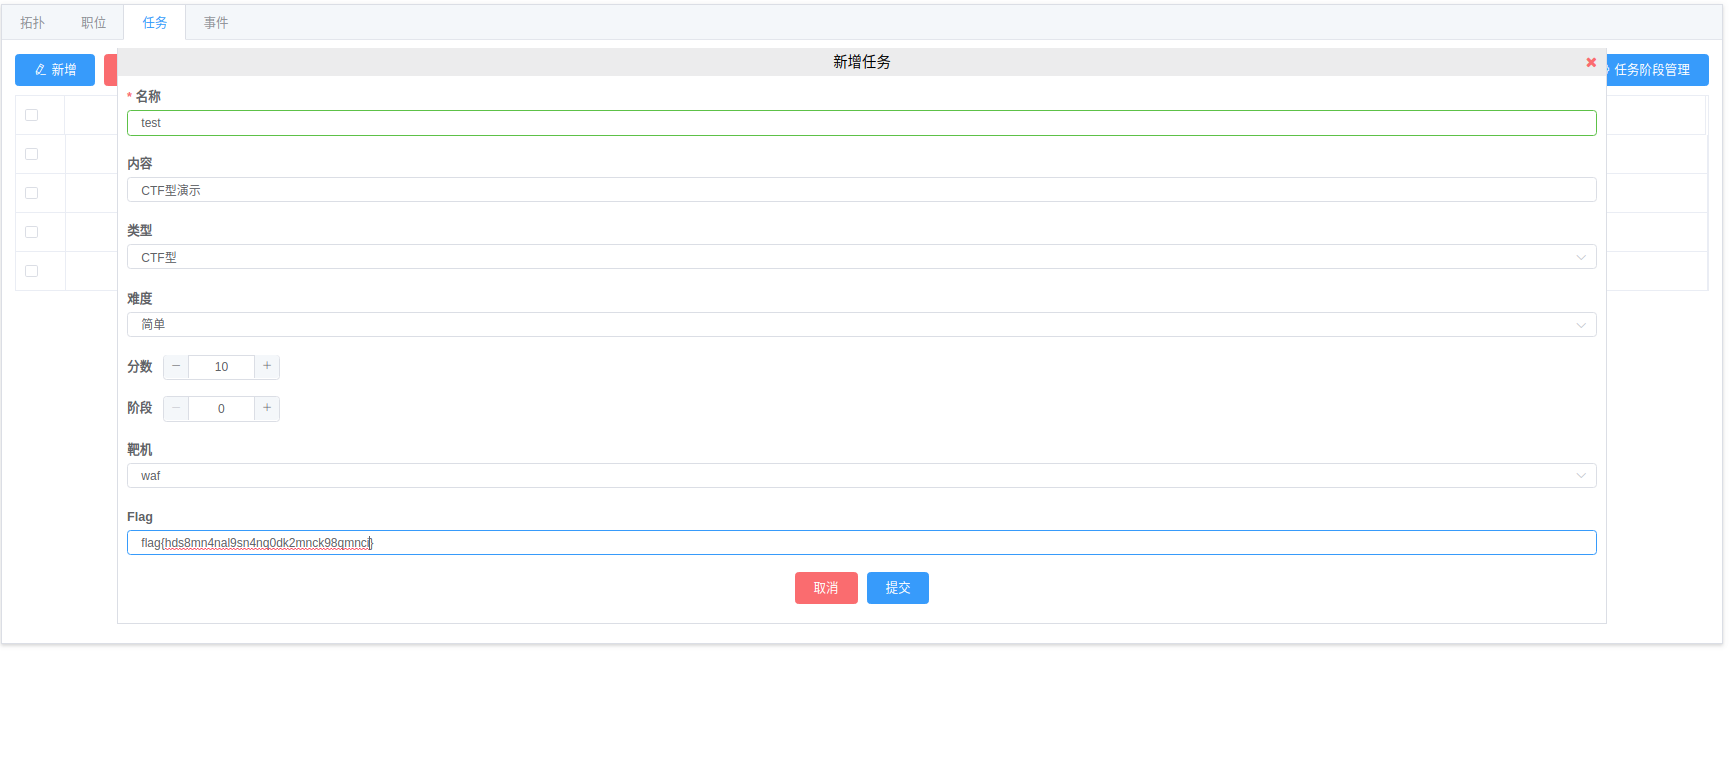 拓扑 职位 任务 事件
新增 新增任务 任务阶段管理
* 名称
test
内容
CTF型演示
类型
CTF型
难度
简单
分数 10
阶段 0
靶机
waf
Flag
flag{hds8mn4nal9sn4nq0dk2mnck98qmnci}
取消 提交